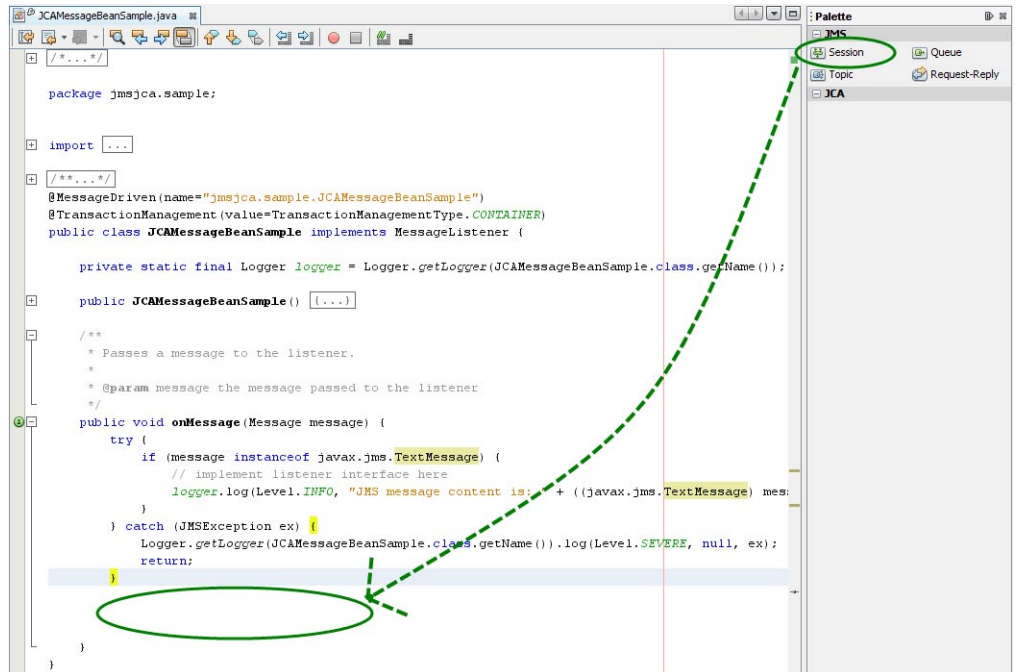 JCAMessageBeanSample.java
/*...*/
package jmsjca.sample;
import ...
/**...*/
@MessageDriven(name="jmsjca.sample.JCAMessageBeanSample")
@TransactionManagement(value=TransactionManagementType.CONTAINER)
public class JCAMessageBeanSample implements MessageListener {
private static final Logger logger = Logger.getLogger(JCAMessageBeanSample.class.getName());
public JCAMessageBeanSample() {...}
/**
* Passes a message to the listener.
*
* @param message the message passed to the listener
*/
public void onMessage(Message message) {
try {
if (message instanceof javax.jms.TextMessage) {
// implement listener interface here
logger.log(Level.INFO, "JMS message content is: " + ((javax.jms.TextMessage) mes
}
} catch (JMSException ex) {
Logger.getLogger(JCAMessageBeanSample.class.getName()).log(Level.SEVERE, null, ex);
return;
}
}
}
Palette
JMS
Session Queue
Topic Request-Reply
JCA